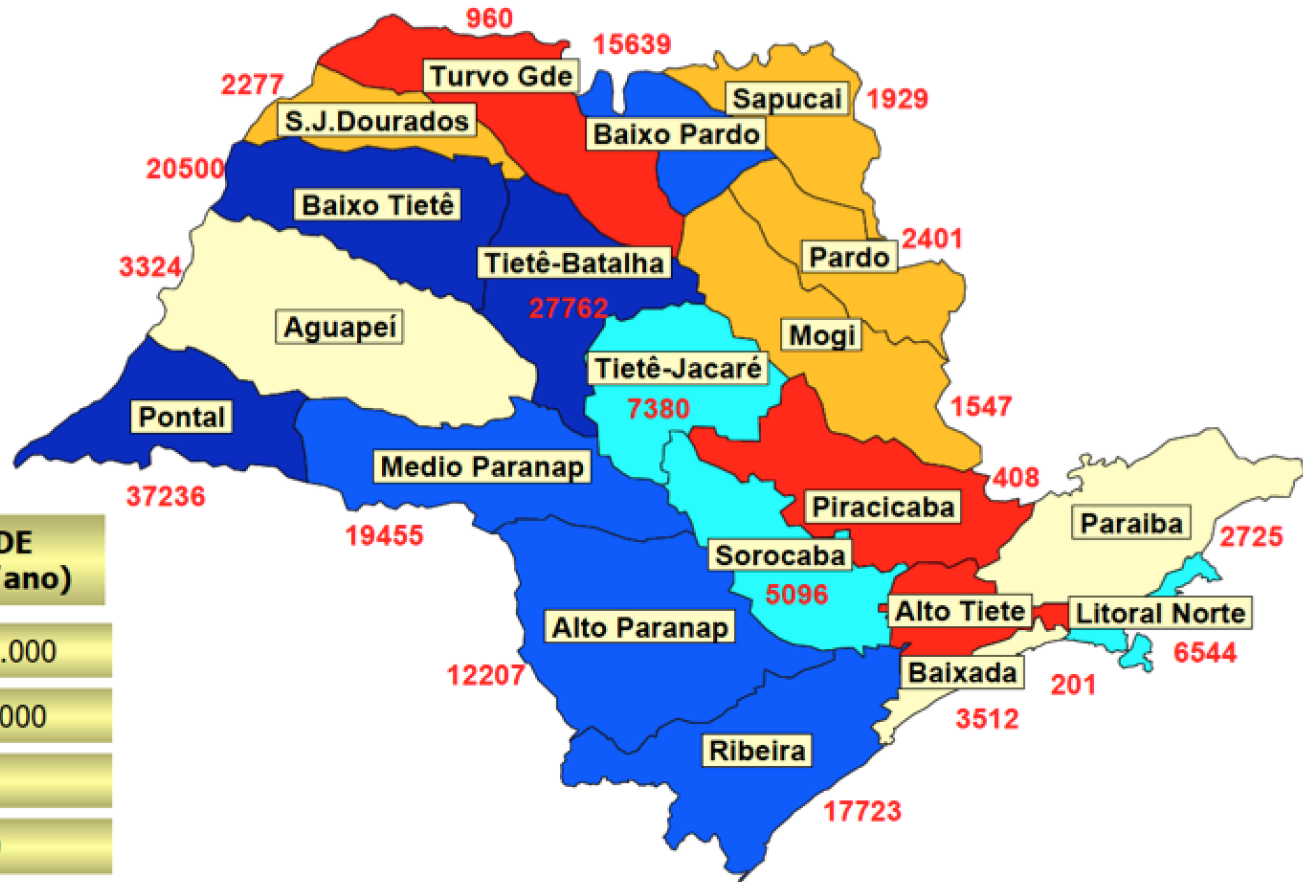 960
15639
Turvo Gde
2277
Sapucai
1929
S.J.Dourados
Baixo Pardo
20500
Baixo Tietê
2401
3324
Tietê-Batalha
Pardo
27762
Aguapeí
Mogi
Tietê-Jacaré
7380
1547
Pontal
Medio Paranap
408
37236
Piracicaba
Paraiba
19455
2725
DE
/ano)
Sorocaba
5096
Alto Tiete
Litoral Norte
Alto Paranap
.000
6544
12207
Baixada
201
3512
000
Ribeira
17723